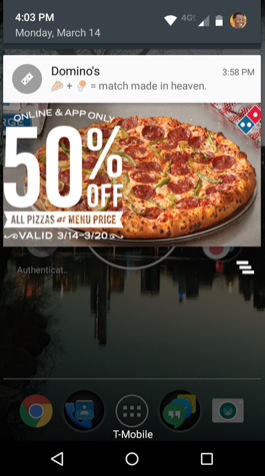 4:03 PM
4G
Monday, March 14
Domino's
3:58 PM
🍕 + 🏓 = match made in heaven.
ONLINE & APP ONLY
50% OFF
ALL PIZZAS at MENU PRICE
VALID 3/14-3/20
Authenticat..
T-Mobile